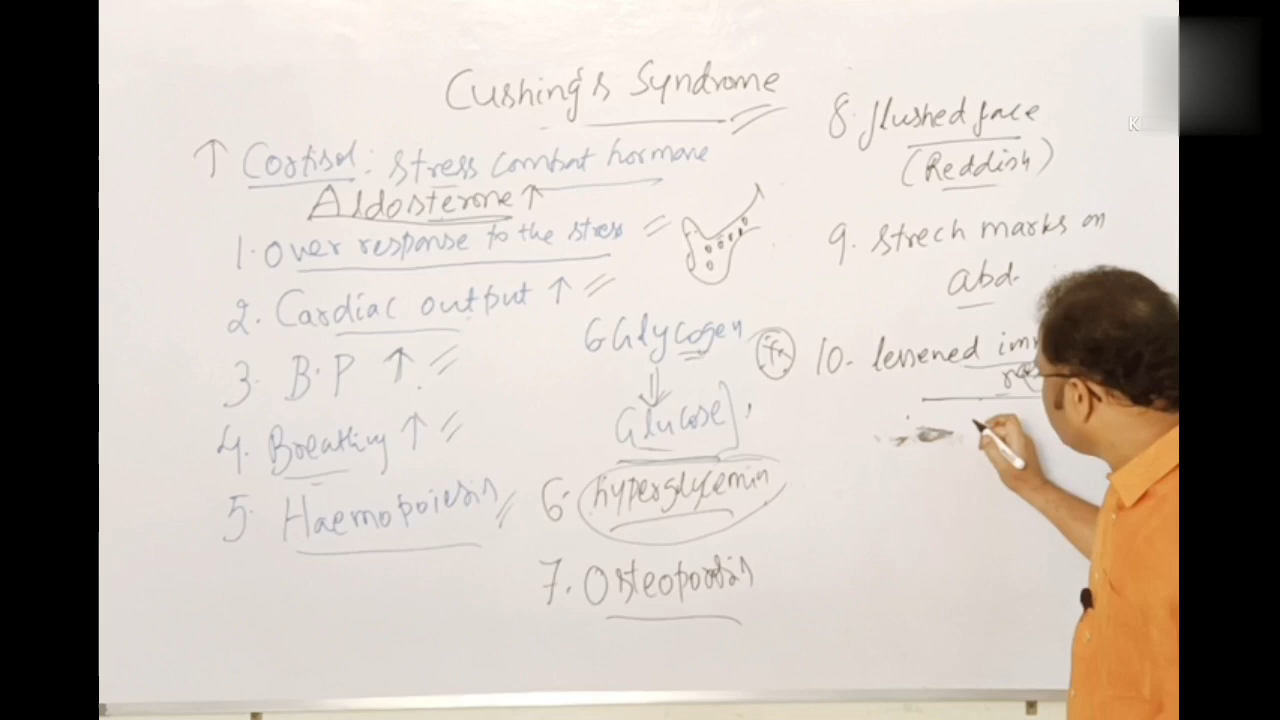 Cushing's Syndrome
↑ Cortisol: stress combat hormone
Aldosterone ↑
1. Over response to the stress
2. Cardiac output ↑
3. B.P ↑
4. Breathing ↑
5. Haemopoiesis
6 Glycogen
Glucose
6. hyperglycemia
7. Osteoporosis
8. flushed face
(Reddish)
9. strech marks on
abd.
10. lessened
K